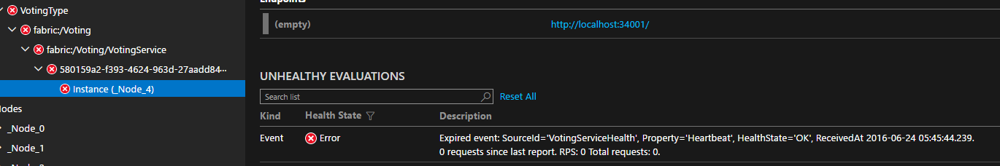 VotingType
fabric:/Voting
fabric:/Voting/VotingService
580159a2-f393-4624-963d-27aadd84···
Instance (_Node_4)
odes
_Node_0
_Node_1
Endpoints
(empty) http://localhost:34001/
UNHEALTHY EVALUATIONS
Search list Reset All
Kind Health State Description
Event Error Expired event: SourceId='VotingServiceHealth', Property='Heartbeat', HealthState='OK', ReceivedAt 2016-06-24 05:45:44.239.
0 requests since last report. RPS: 0 Total requests: 0.